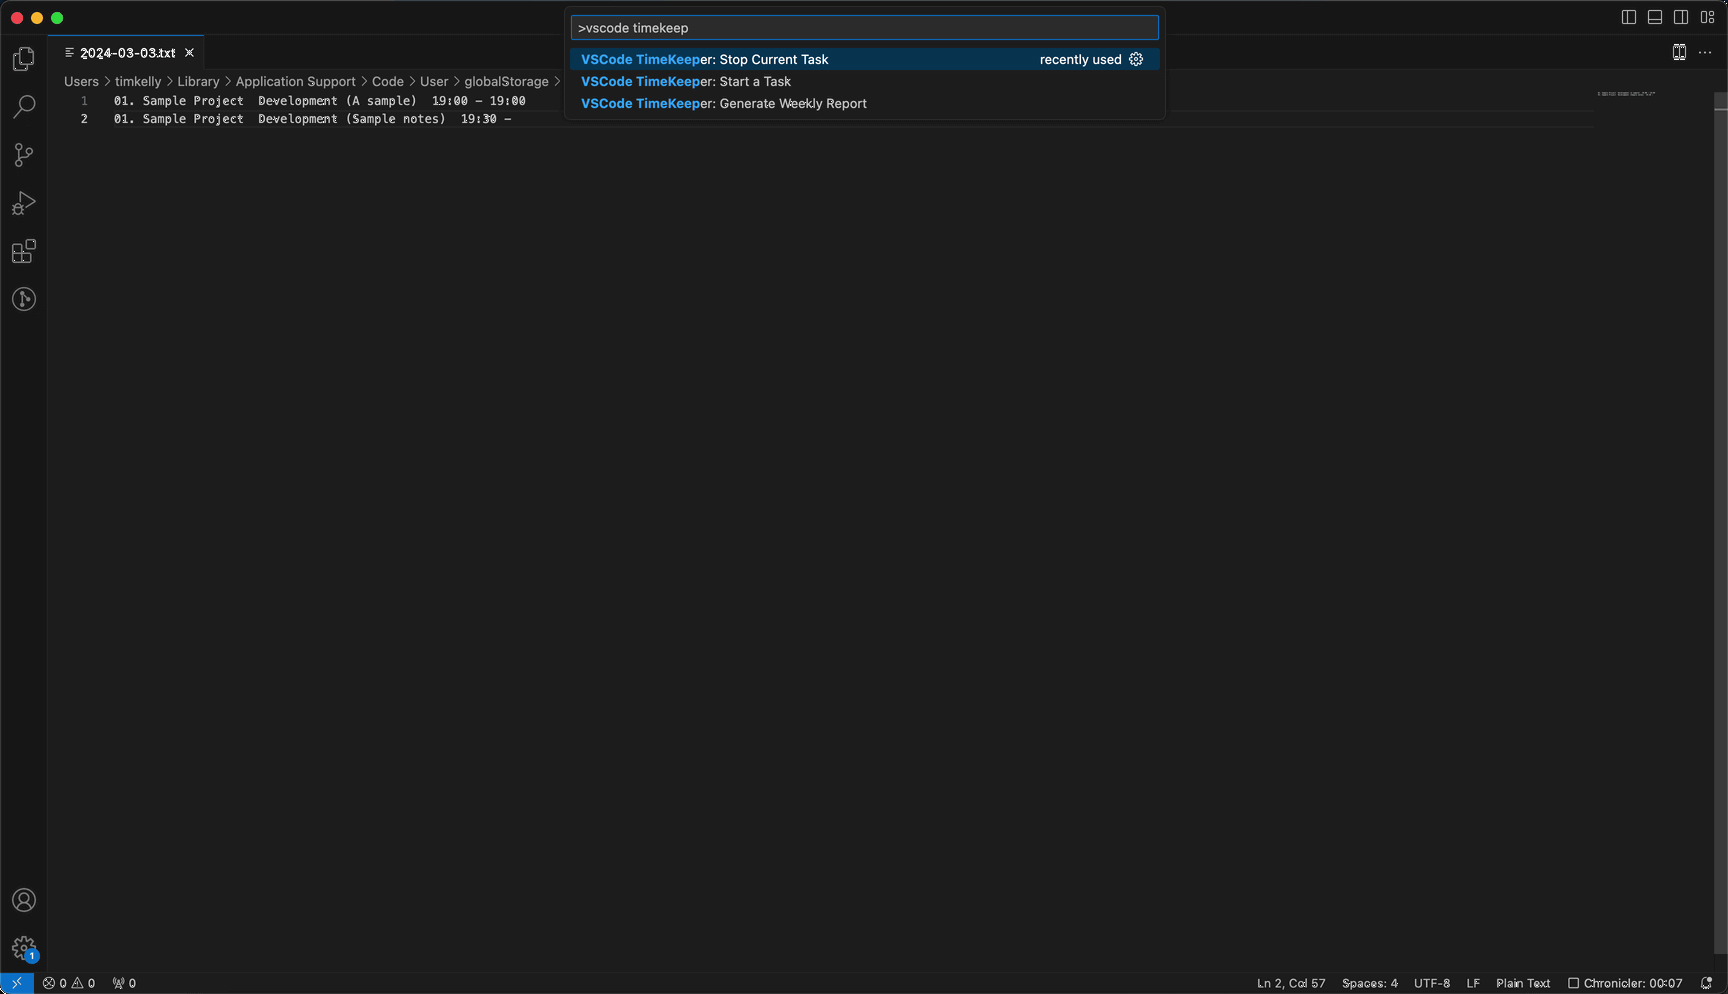 >vscode timekeep
VSCode TimeKeeper: Stop Current Task recently used
VSCode TimeKeeper: Start a Task
VSCode TimeKeeper: Generate Weekly Report
2024-03-03.txt
Users > timkelly > Library > Application Support > Code > User > globalStorage >
1 01. Sample Project Development (A sample) 19:00 - 19:00
2 01. Sample Project Development (Sample notes) 19:30 -
1
0 0 0 Ln 2, Col 57 Spaces: 4 UTF-8 LF Plain Text Chronicler: 00:07